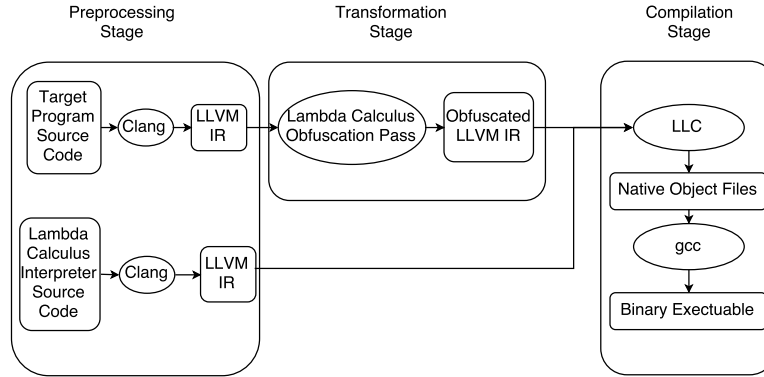 Preprocessing
Stage
Transformation
Stage
Compilation
Stage
Target
Program
Source
Code
Clang
LLVM
IR
Lambda Calculus
Obfuscation Pass
Obfuscated
LLVM IR
LLC
Native Object Files
gcc
Binary Exectuable
Lambda
Calculus
Interpreter
Source
Code
Clang
LLVM
IR